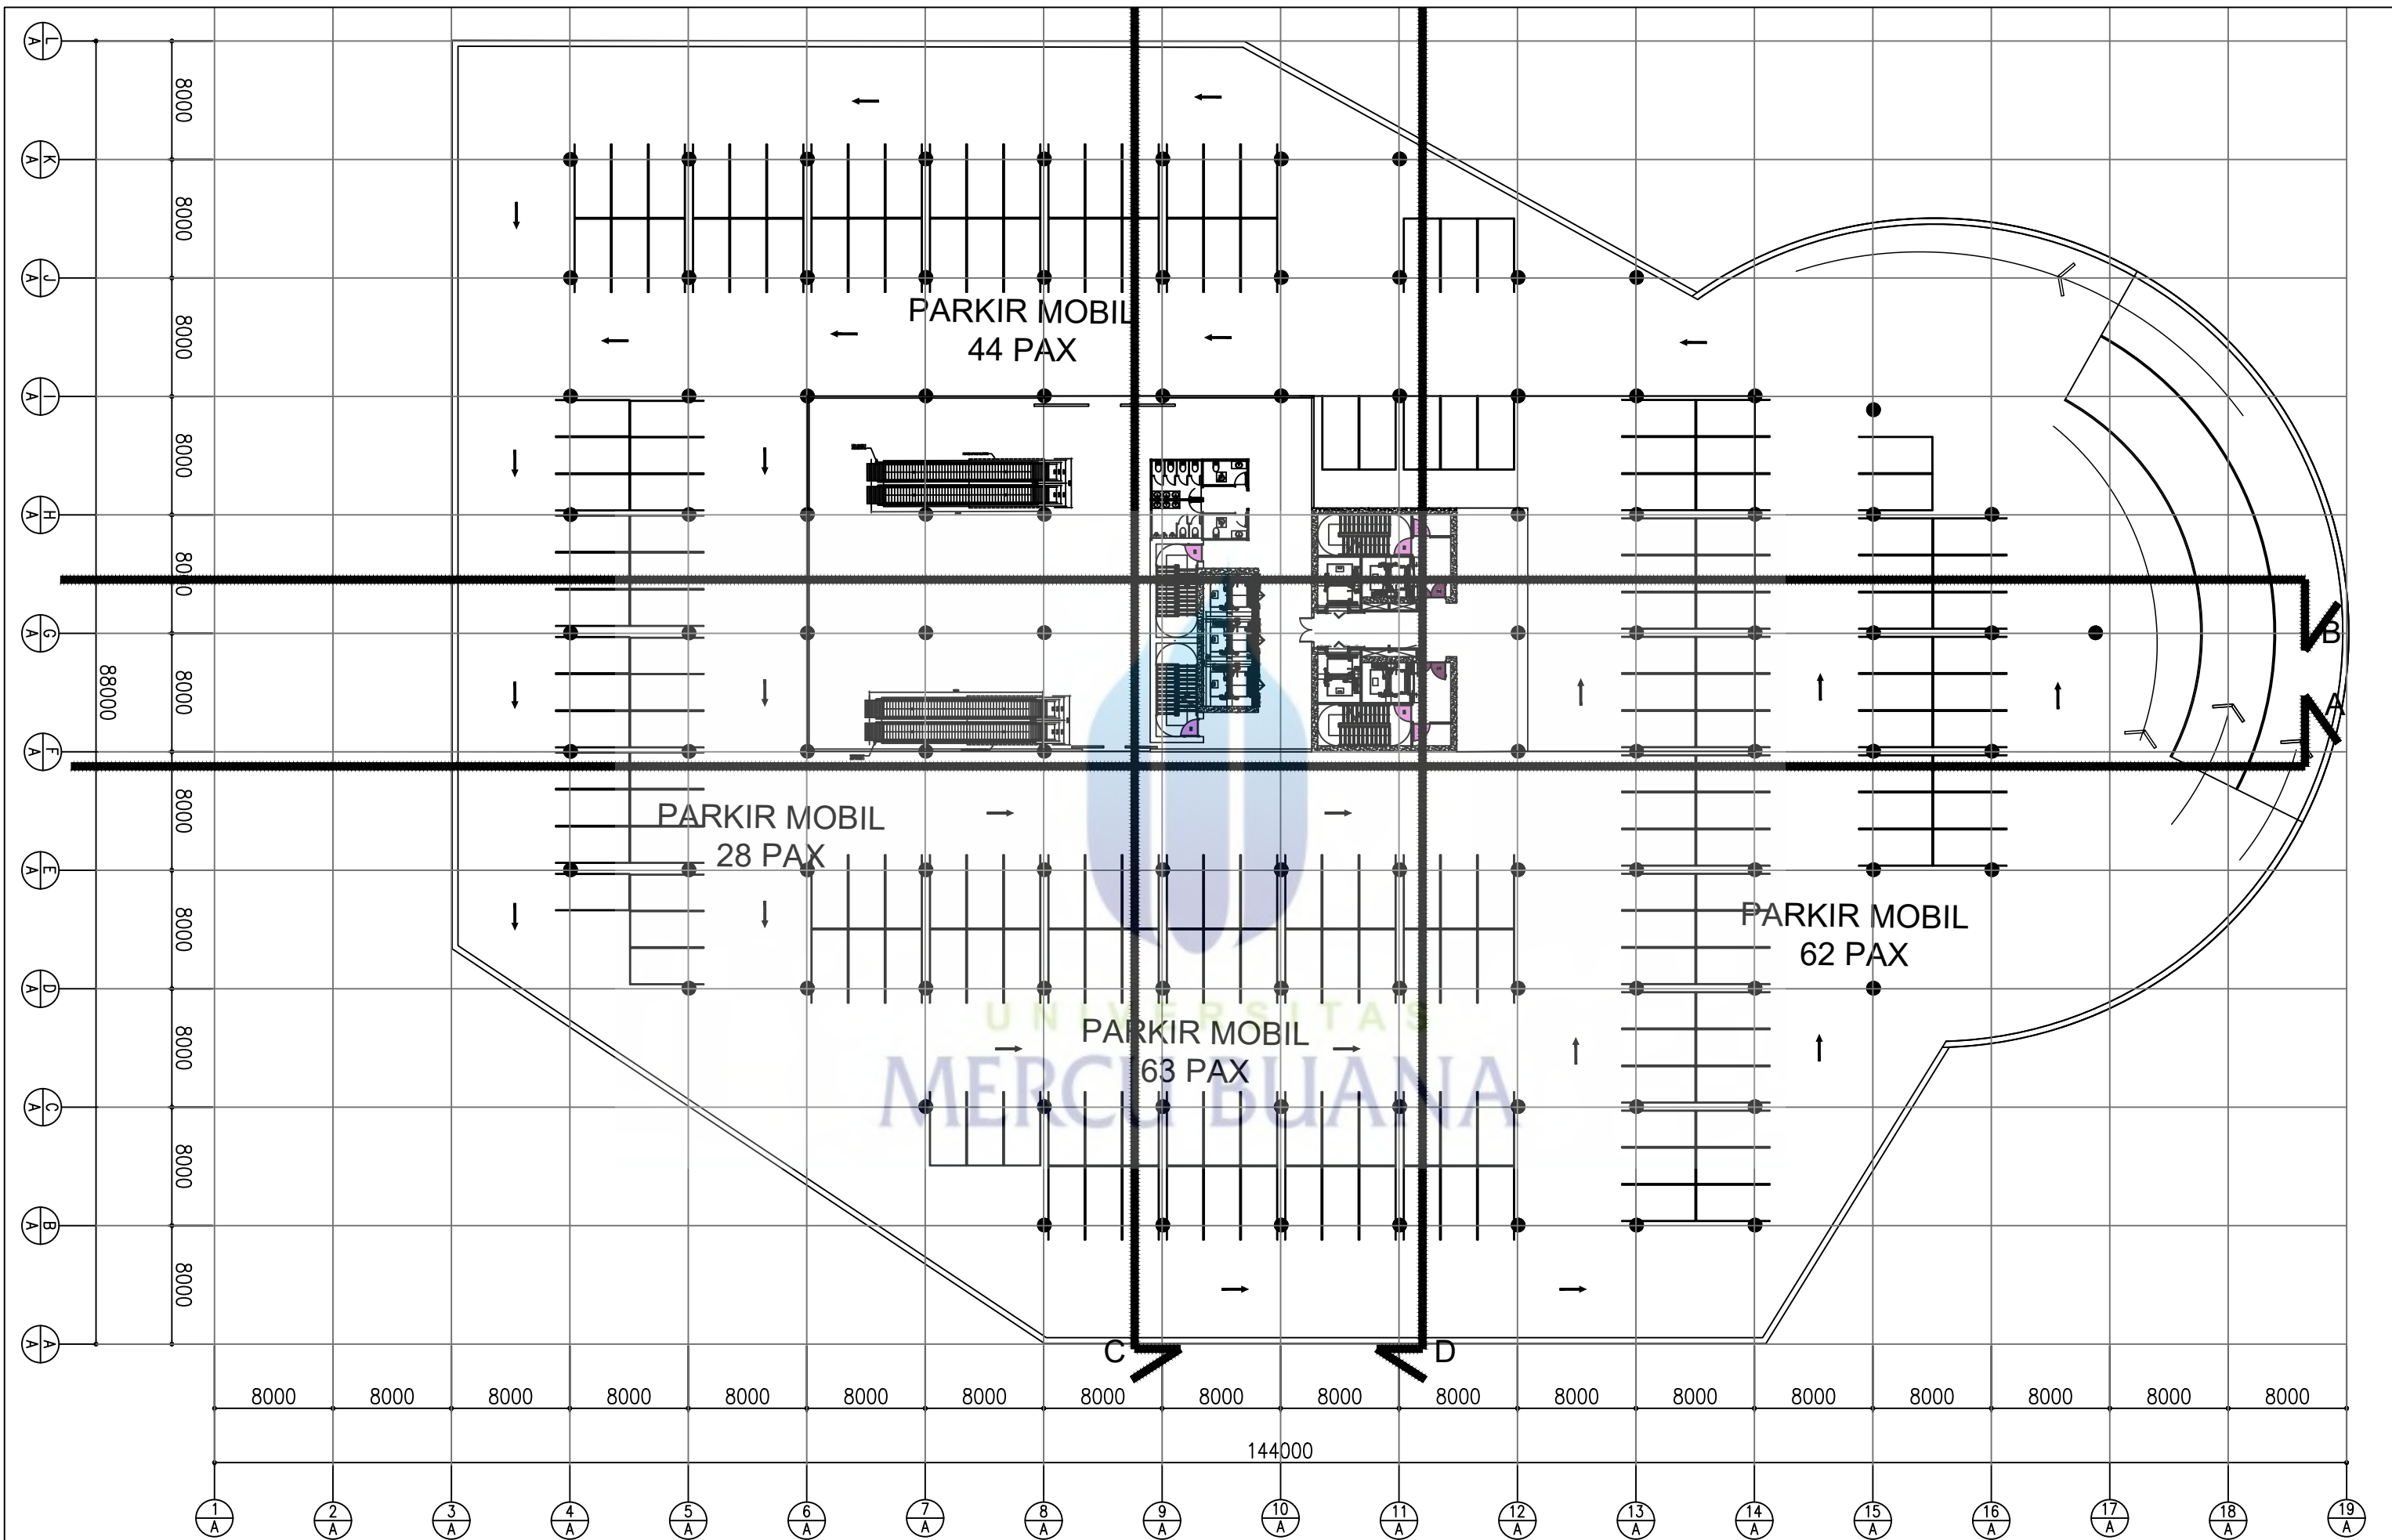 L
A
K
A
J
A
I
A
H
A
G
A
F
A
E
A
D
A
C
A
B
A
A
A
8000
8000
8000
8000
8000
8000
8000
8000
8000
8000
8000
88000
PARKIR MOBIL
44 PAX
B
A
PARKIR MOBIL
28 PAX
PARKIR MOBIL
62 PAX
UNIVERSITAS
PARKIR MOBIL
63 PAX
MERCU BUANA
C
D
8000 8000 8000 8000 8000 8000 8000 8000 8000 8000 8000 8000 8000 8000 8000 8000 8000 8000
144000
1 2 3 4 5 6 7 8 9 10 11 12 13 14 15 16 17 18 19
A A A A A A A A A A A A A A A A A A A